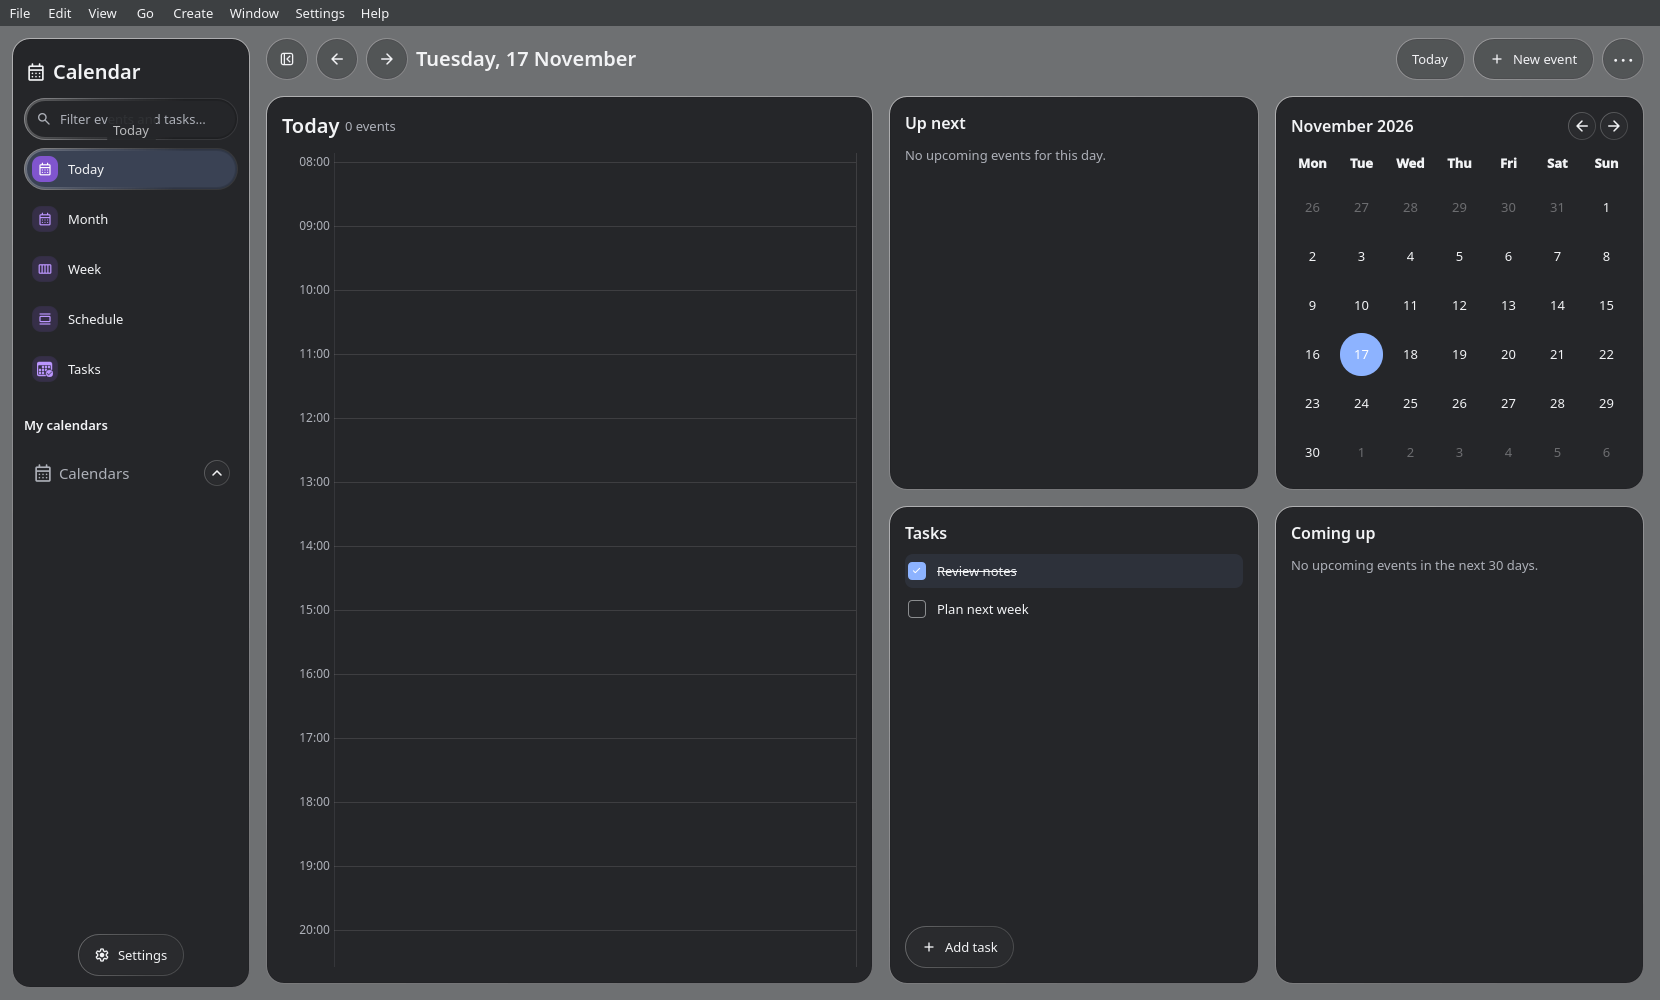 File Edit View Go Create Window Settings Help
Calendar
Filter events and tasks...
Today
Today
Month
Week
Schedule
Tasks
My calendars
Calendars
Settings
Tuesday, 17 November
Today
New event
Today 0 events
08:00
09:00
10:00
11:00
12:00
13:00
14:00
15:00
16:00
17:00
18:00
19:00
20:00
Up next
No upcoming events for this day.
November 2026
Mon Tue Wed Thu Fri Sat Sun
26 27 28 29 30 31 1
2 3 4 5 6 7 8
9 10 11 12 13 14 15
16 17 18 19 20 21 22
23 24 25 26 27 28 29
30 1 2 3 4 5 6
Tasks
Review notes
Plan next week
Add task
Coming up
No upcoming events in the next 30 days.